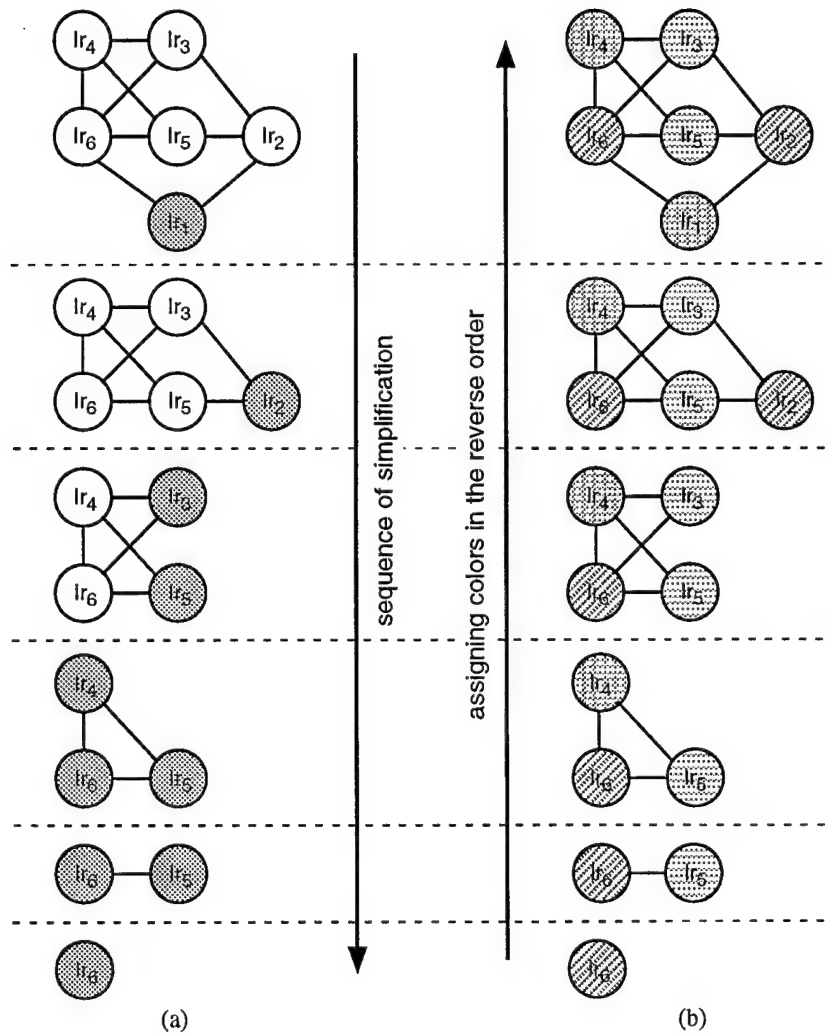 lr4 lr3 lr4 lr3
lr6 lr5 lr2 lr6 lr5 lr2
lr1 lr1
lr4 lr3 lr4 lr3
lr6 lr5 lr2 lr6 lr5 lr2
sequence of simplification
assigning colors in the reverse order
lr4 lr3 lr4 lr3
lr6 lr5 lr6 lr5
lr4 lr4
lr6 lr5 lr6 lr5
lr6 lr5 lr6 lr5
lr6 lr6
(a) (b)